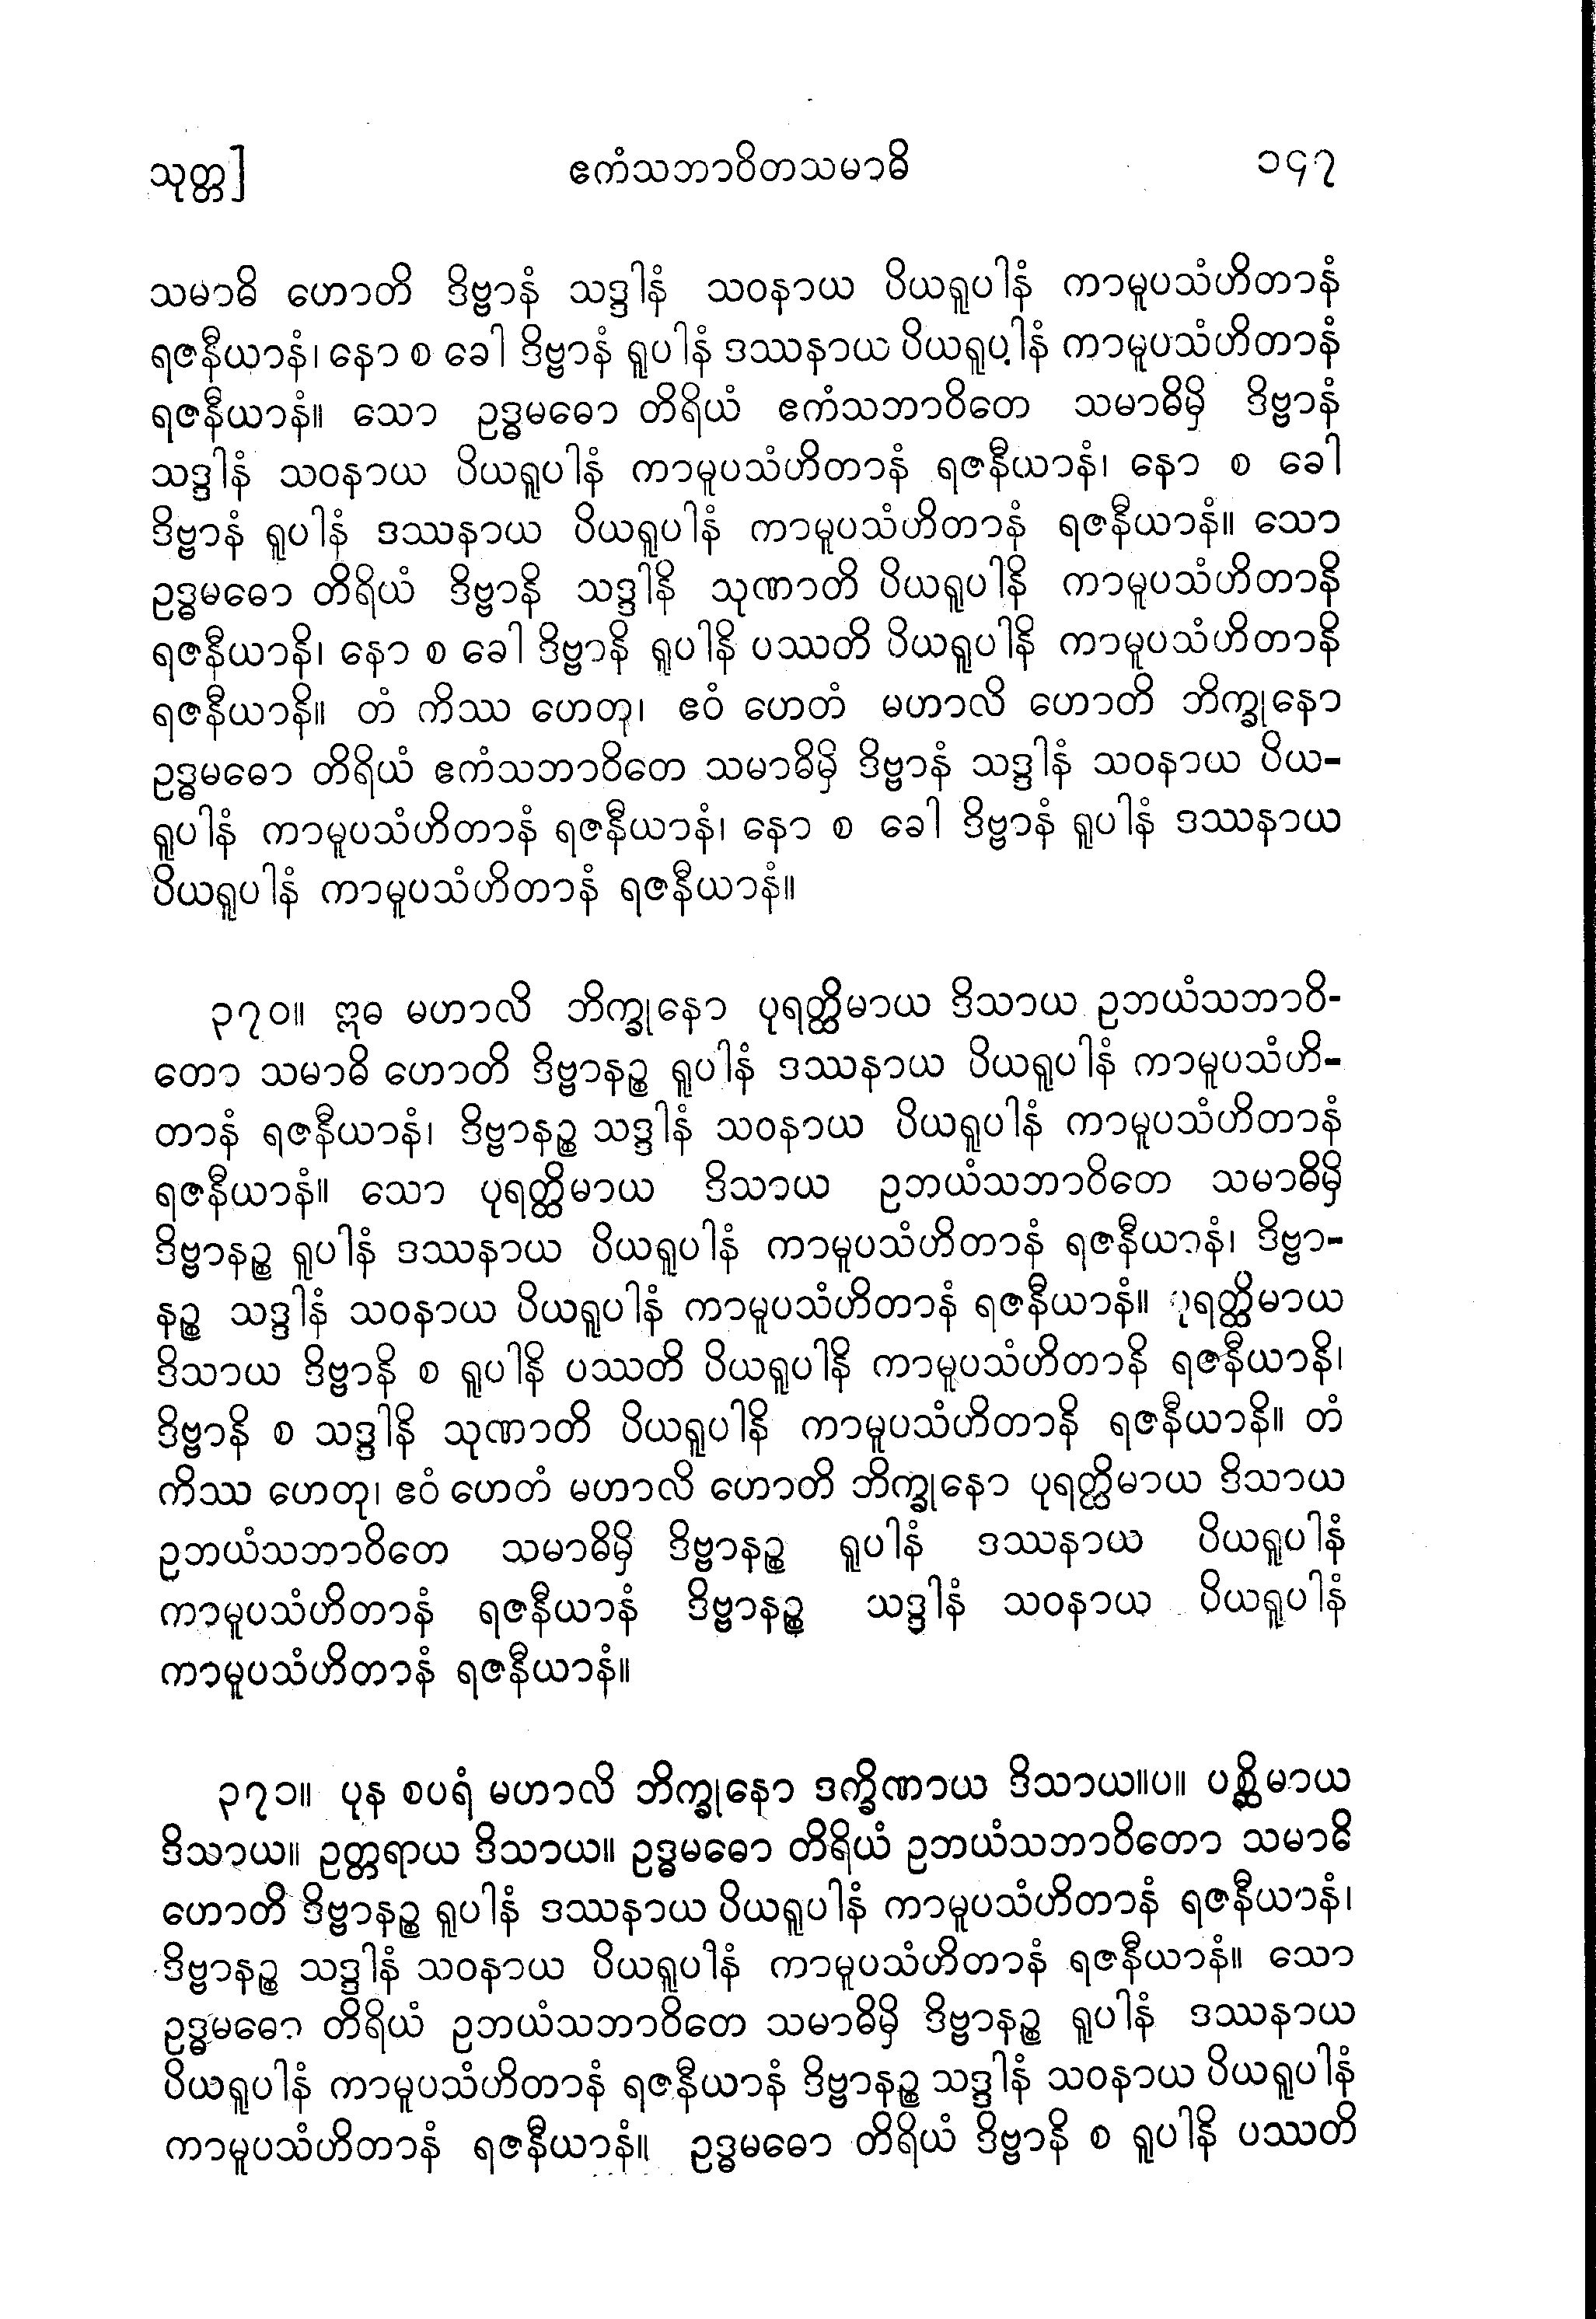 သုတ္တ] ဧကံသဘာဝိတသမာဓိ ၁၄၇
သမာဓိ ဟောတိ ဒိဗ္ဗာနံ သဒ္ဒါနံ သဝနာယ ပိယရူပါနံ ကာမူပသံဟိတာနံ
ရဇနီယာနံ၊ နော စ ခေါ ဒိဗ္ဗာနံ ရူပါနံ ဒဿနာယ ပိယရူပါနံ ကာမူပသံဟိတာနံ
ရဇနီယာနံ။ သော ဥဒ္ဓမဓော တိရိယံ ဧကံသဘာဝိတေ သမာဓိမှိ ဒိဗ္ဗာနံ
သဒ္ဒါနံ သဝနာယ ပိယရူပါနံ ကာမူပသံဟိတာနံ ရဇနီယာနံ၊ နော စ ခေါ
ဒိဗ္ဗာနံ ရူပါနံ ဒဿနာယ ပိယရူပါနံ ကာမူပသံဟိတာနံ ရဇနီယာနံ။ သော
ဥဒ္ဓမဓော တိရိယံ ဒိဗ္ဗာနိ သဒ္ဒါနိ သုဏာတိ ပိယရူပါနိ ကာမူပသံဟိတာနိ
ရဇနီယာနိ၊ နော စ ခေါ ဒိဗ္ဗာနိ ရူပါနိ ပဿတိ ပိယရူပါနိ ကာမူပသံဟိတာနိ
ရဇနီယာနိ။ တံ ကိဿ ဟေတု၊ ဧဝံ ဟေတံ မဟာလိ ဟောတိ ဘိက္ခုနော
ဥဒ္ဓမဓော တိရိယံ ဧကံသဘာဝိတေ သမာဓိမှိ ဒိဗ္ဗာနံ သဒ္ဒါနံ သဝနာယ ပိယ-
ရူပါနံ ကာမူပသံဟိတာနံ ရဇနီယာနံ၊ နော စ ခေါ ဒိဗ္ဗာနံ ရူပါနံ ဒဿနာယ
ပိယရူပါနံ ကာမူပသံဟိတာနံ ရဇနီယာနံ။
၃၇၀။ ဣဓ မဟာလိ ဘိက္ခုနော ပုရတ္ထိမာယ ဒိသာယ ဥဘယံသဘာဝိ-
တော သမာဓိ ဟောတိ ဒိဗ္ဗာနဉ္စ ရူပါနံ ဒဿနာယ ပိယရူပါနံ ကာမူပသံဟိ-
တာနံ ရဇနီယာနံ၊ ဒိဗ္ဗာနဉ္စ သဒ္ဒါနံ သဝနာယ ပိယရူပါနံ ကာမူပသံဟိတာနံ
ရဇနီယာနံ။ သော ပုရတ္ထိမာယ ဒိသာယ ဥဘယံသဘာဝိတေ သမာဓိမှိ
ဒိဗ္ဗာနဉ္စ ရူပါနံ ဒဿနာယ ပိယရူပါနံ ကာမူပသံဟိတာနံ ရဇနီယာနံ၊ ဒိဗ္ဗာ-
နဉ္စ သဒ္ဒါနံ သဝနာယ ပိယရူပါနံ ကာမူပသံဟိတာနံ ရဇနီယာနံ။ ပုရတ္ထိမာယ
ဒိသာယ ဒိဗ္ဗာနိ စ ရူပါနိ ပဿတိ ပိယရူပါနိ ကာမူပသံဟိတာနိ ရဇနီယာနိ၊
ဒိဗ္ဗာနိ စ သဒ္ဒါနိ သုဏာတိ ပိယရူပါနိ ကာမူပသံဟိတာနိ ရဇနီယာနိ။ တံ
ကိဿ ဟေတု၊ ဧဝံ ဟေတံ မဟာလိ ဟောတိ ဘိက္ခုနော ပုရတ္ထိမာယ ဒိသာယ
ဥဘယံသဘာဝိတေ သမာဓိမှိ ဒိဗ္ဗာနဉ္စ ရူပါနံ ဒဿနာယ ပိယရူပါနံ
ကာမူပသံဟိတာနံ ရဇနီယာနံ ဒိဗ္ဗာနဉ္စ သဒ္ဒါနံ သဝနာယ ပိယရူပါနံ
ကာမူပသံဟိတာနံ ရဇနီယာနံ။
၃၇၁။ ပုန စပရံ မဟာလိ ဘိက္ခုနော ဒက္ခိဏာယ ဒိသာယ။ပ။ ပစ္ဆိမာယ
ဒိသာယ။ ဥတ္တရာယ ဒိသာယ။ ဥဒ္ဓမဓော တိရိယံ ဥဘယံသဘာဝိတော သမာဓိ
ဟောတိ ဒိဗ္ဗာနဉ္စ ရူပါနံ ဒဿနာယ ပိယရူပါနံ ကာမူပသံဟိတာနံ ရဇနီယာနံ၊
ဒိဗ္ဗာနဉ္စ သဒ္ဒါနံ သဝနာယ ပိယရူပါနံ ကာမူပသံဟိတာနံ ရဇနီယာနံ။ သော
ဥဒ္ဓမဓော တိရိယံ ဥဘယံသဘာဝိတေ သမာဓိမှိ ဒိဗ္ဗာနဉ္စ ရူပါနံ ဒဿနာယ
ပိယရူပါနံ ကာမူပသံဟိတာနံ ရဇနီယာနံ ဒိဗ္ဗာနဉ္စ သဒ္ဒါနံ သဝနာယ ပိယရူပါနံ
ကာမူပသံဟိတာနံ ရဇနီယာနံ။ ဥဒ္ဓမဓော တိရိယံ ဒိဗ္ဗာနိ စ ရူပါနိ ပဿတိ